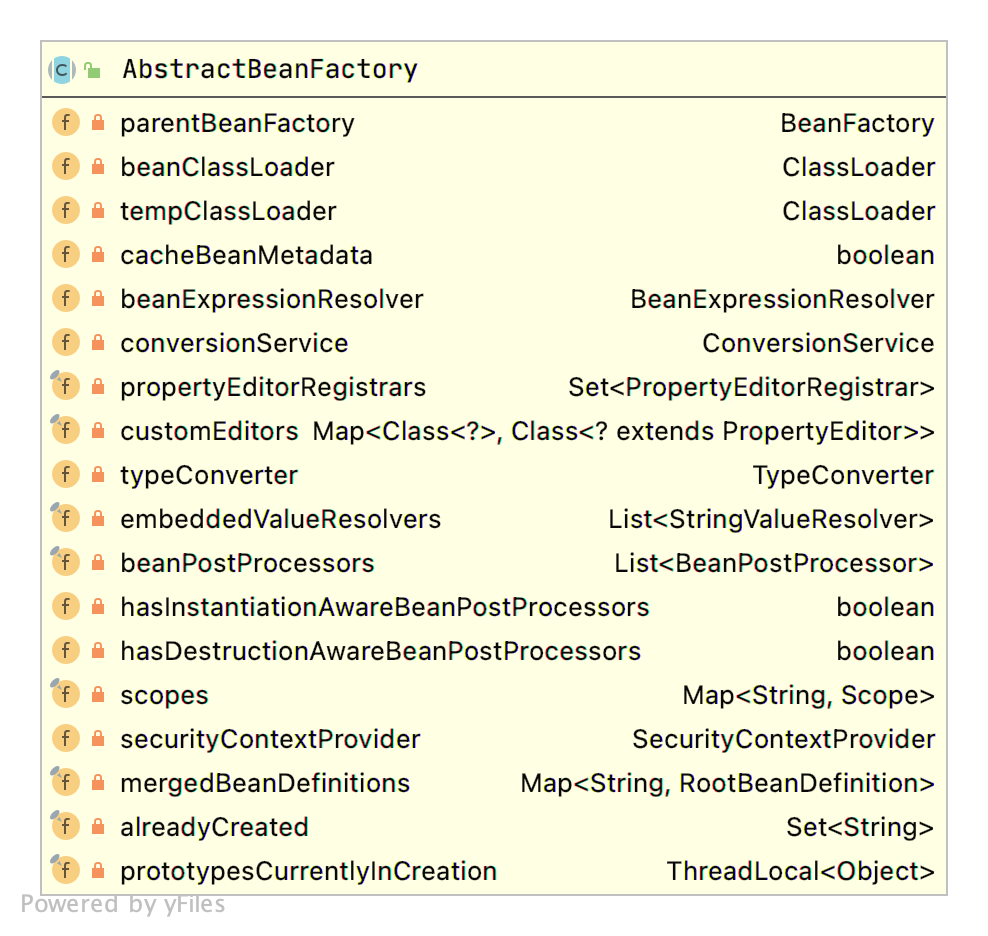 AbstractBeanFactory
parentBeanFactory BeanFactory
beanClassLoader ClassLoader
tempClassLoader ClassLoader
cacheBeanMetadata boolean
beanExpressionResolver BeanExpressionResolver
conversionService ConversionService
propertyEditorRegistrars Set<PropertyEditorRegistrar>
customEditors Map<Class<?>, Class<? extends PropertyEditor>>
typeConverter TypeConverter
embeddedValueResolvers List<StringValueResolver>
beanPostProcessors List<BeanPostProcessor>
hasInstantiationAwareBeanPostProcessors boolean
hasDestructionAwareBeanPostProcessors boolean
scopes Map<String, Scope>
securityContextProvider SecurityContextProvider
mergedBeanDefinitions Map<String, RootBeanDefinition>
alreadyCreated Set<String>
prototypesCurrentlyInCreation ThreadLocal<Object>
Powered by yFiles